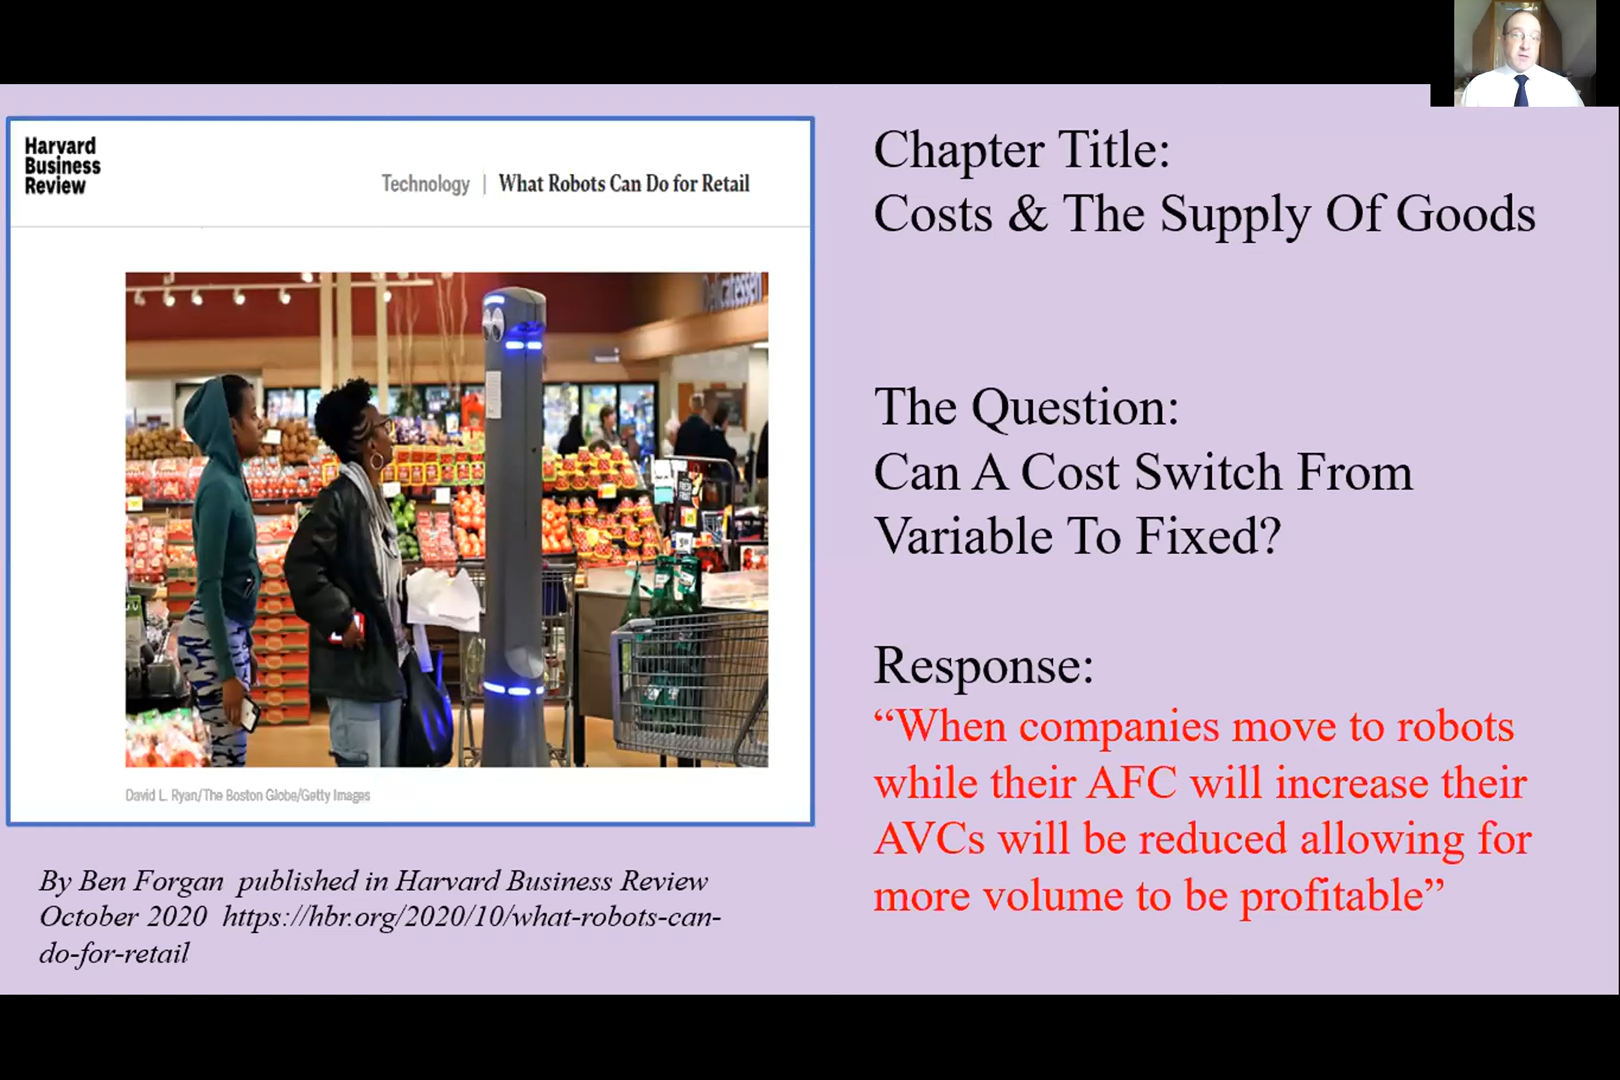 Harvard
Business
Review
Technology | What Robots Can Do for Retail
Delicatessen
David L. Ryan/The Boston Globe/Getty Images
By Ben Forgan published in Harvard Business Review
October 2020 https://hbr.org/2020/10/what-robots-can-
do-for-retail
Chapter Title:
Costs & The Supply Of Goods
The Question:
Can A Cost Switch From
Variable To Fixed?
Response:
“When companies move to robots
while their AFC will increase their
AVCs will be reduced allowing for
more volume to be profitable”